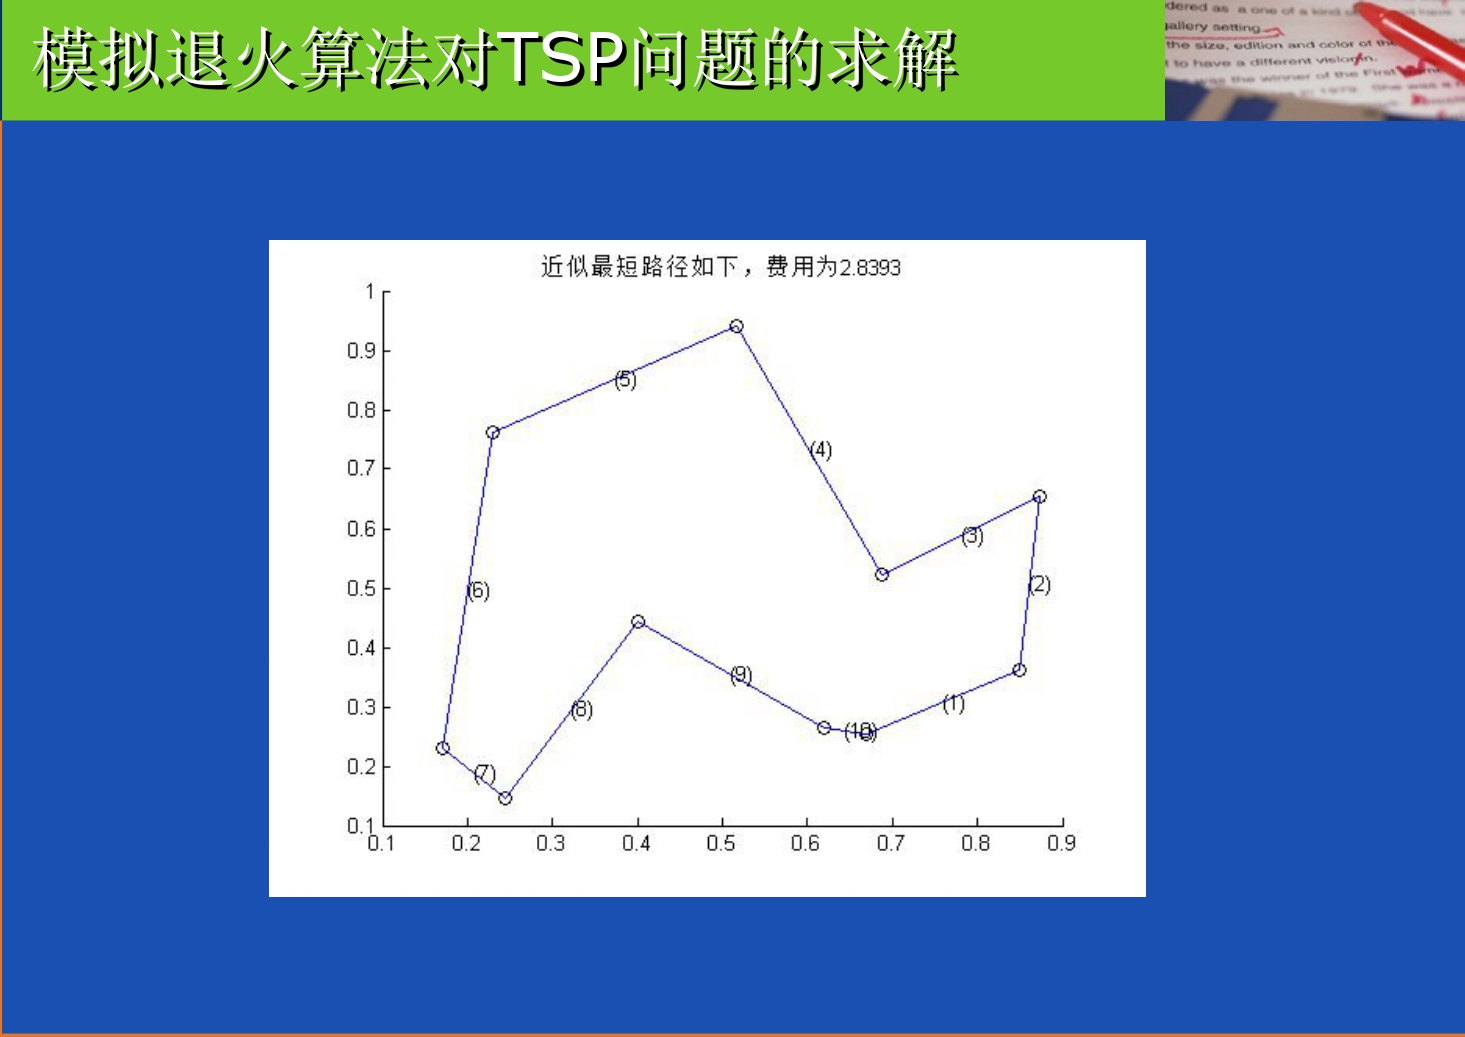 模拟退火算法对TSP问题的求解
dered as a one of a kind
gallery setting.
the size, edition and color of the
to have a different vision
was the winner of the First
近似最短路径如下，费用为2.8393
1
0.9
0.8
0.7
0.6
0.5
0.4
0.3
0.2
0.1
(5)
(4)
(3)
(2)
(6)
(9)
(8)
(1)
(10)
(7)
0.1 0.2 0.3 0.4 0.5 0.6 0.7 0.8 0.9